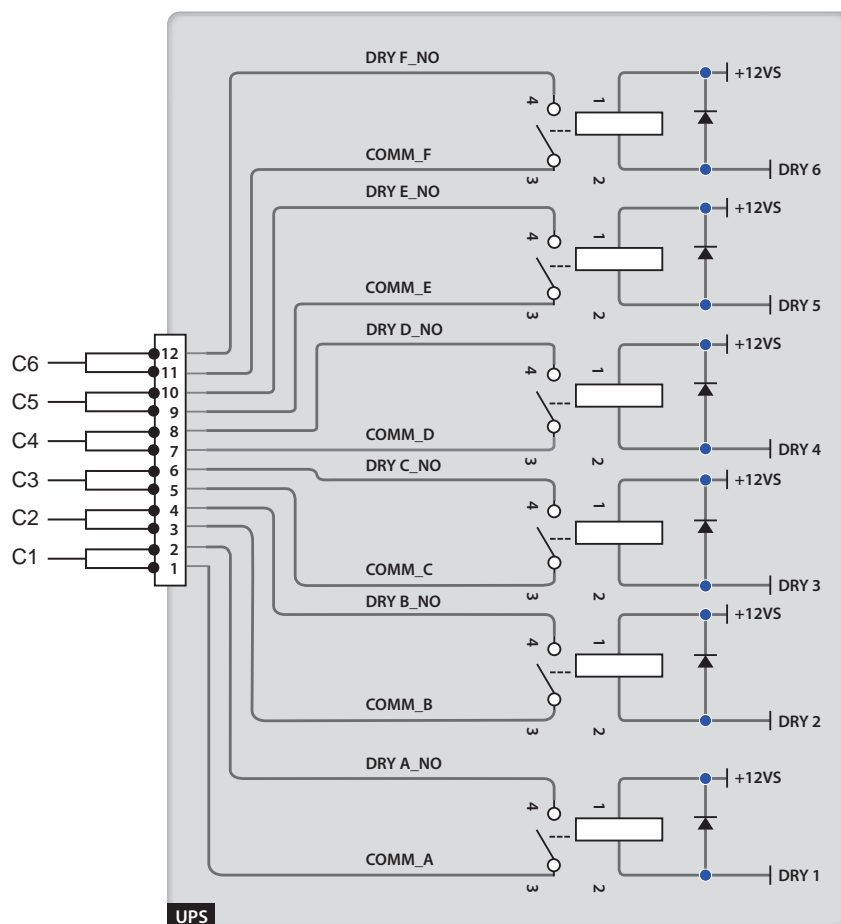 DRY F_NO
4
1
+12VS
COMM_F
3
2
DRY 6
DRY E_NO
4
1
+12VS
COMM_E
3
2
DRY 5
DRY D_NO
4
1
+12VS
COMM_D
3
2
DRY 4
DRY C_NO
4
1
+12VS
COMM_C
3
2
DRY 3
DRY B_NO
4
1
+12VS
COMM_B
3
2
DRY 2
DRY A_NO
4
1
+12VS
COMM_A
3
2
DRY 1
C6
C5
C4
C3
C2
C1
12
11
10
9
8
7
6
5
4
3
2
1
UPS